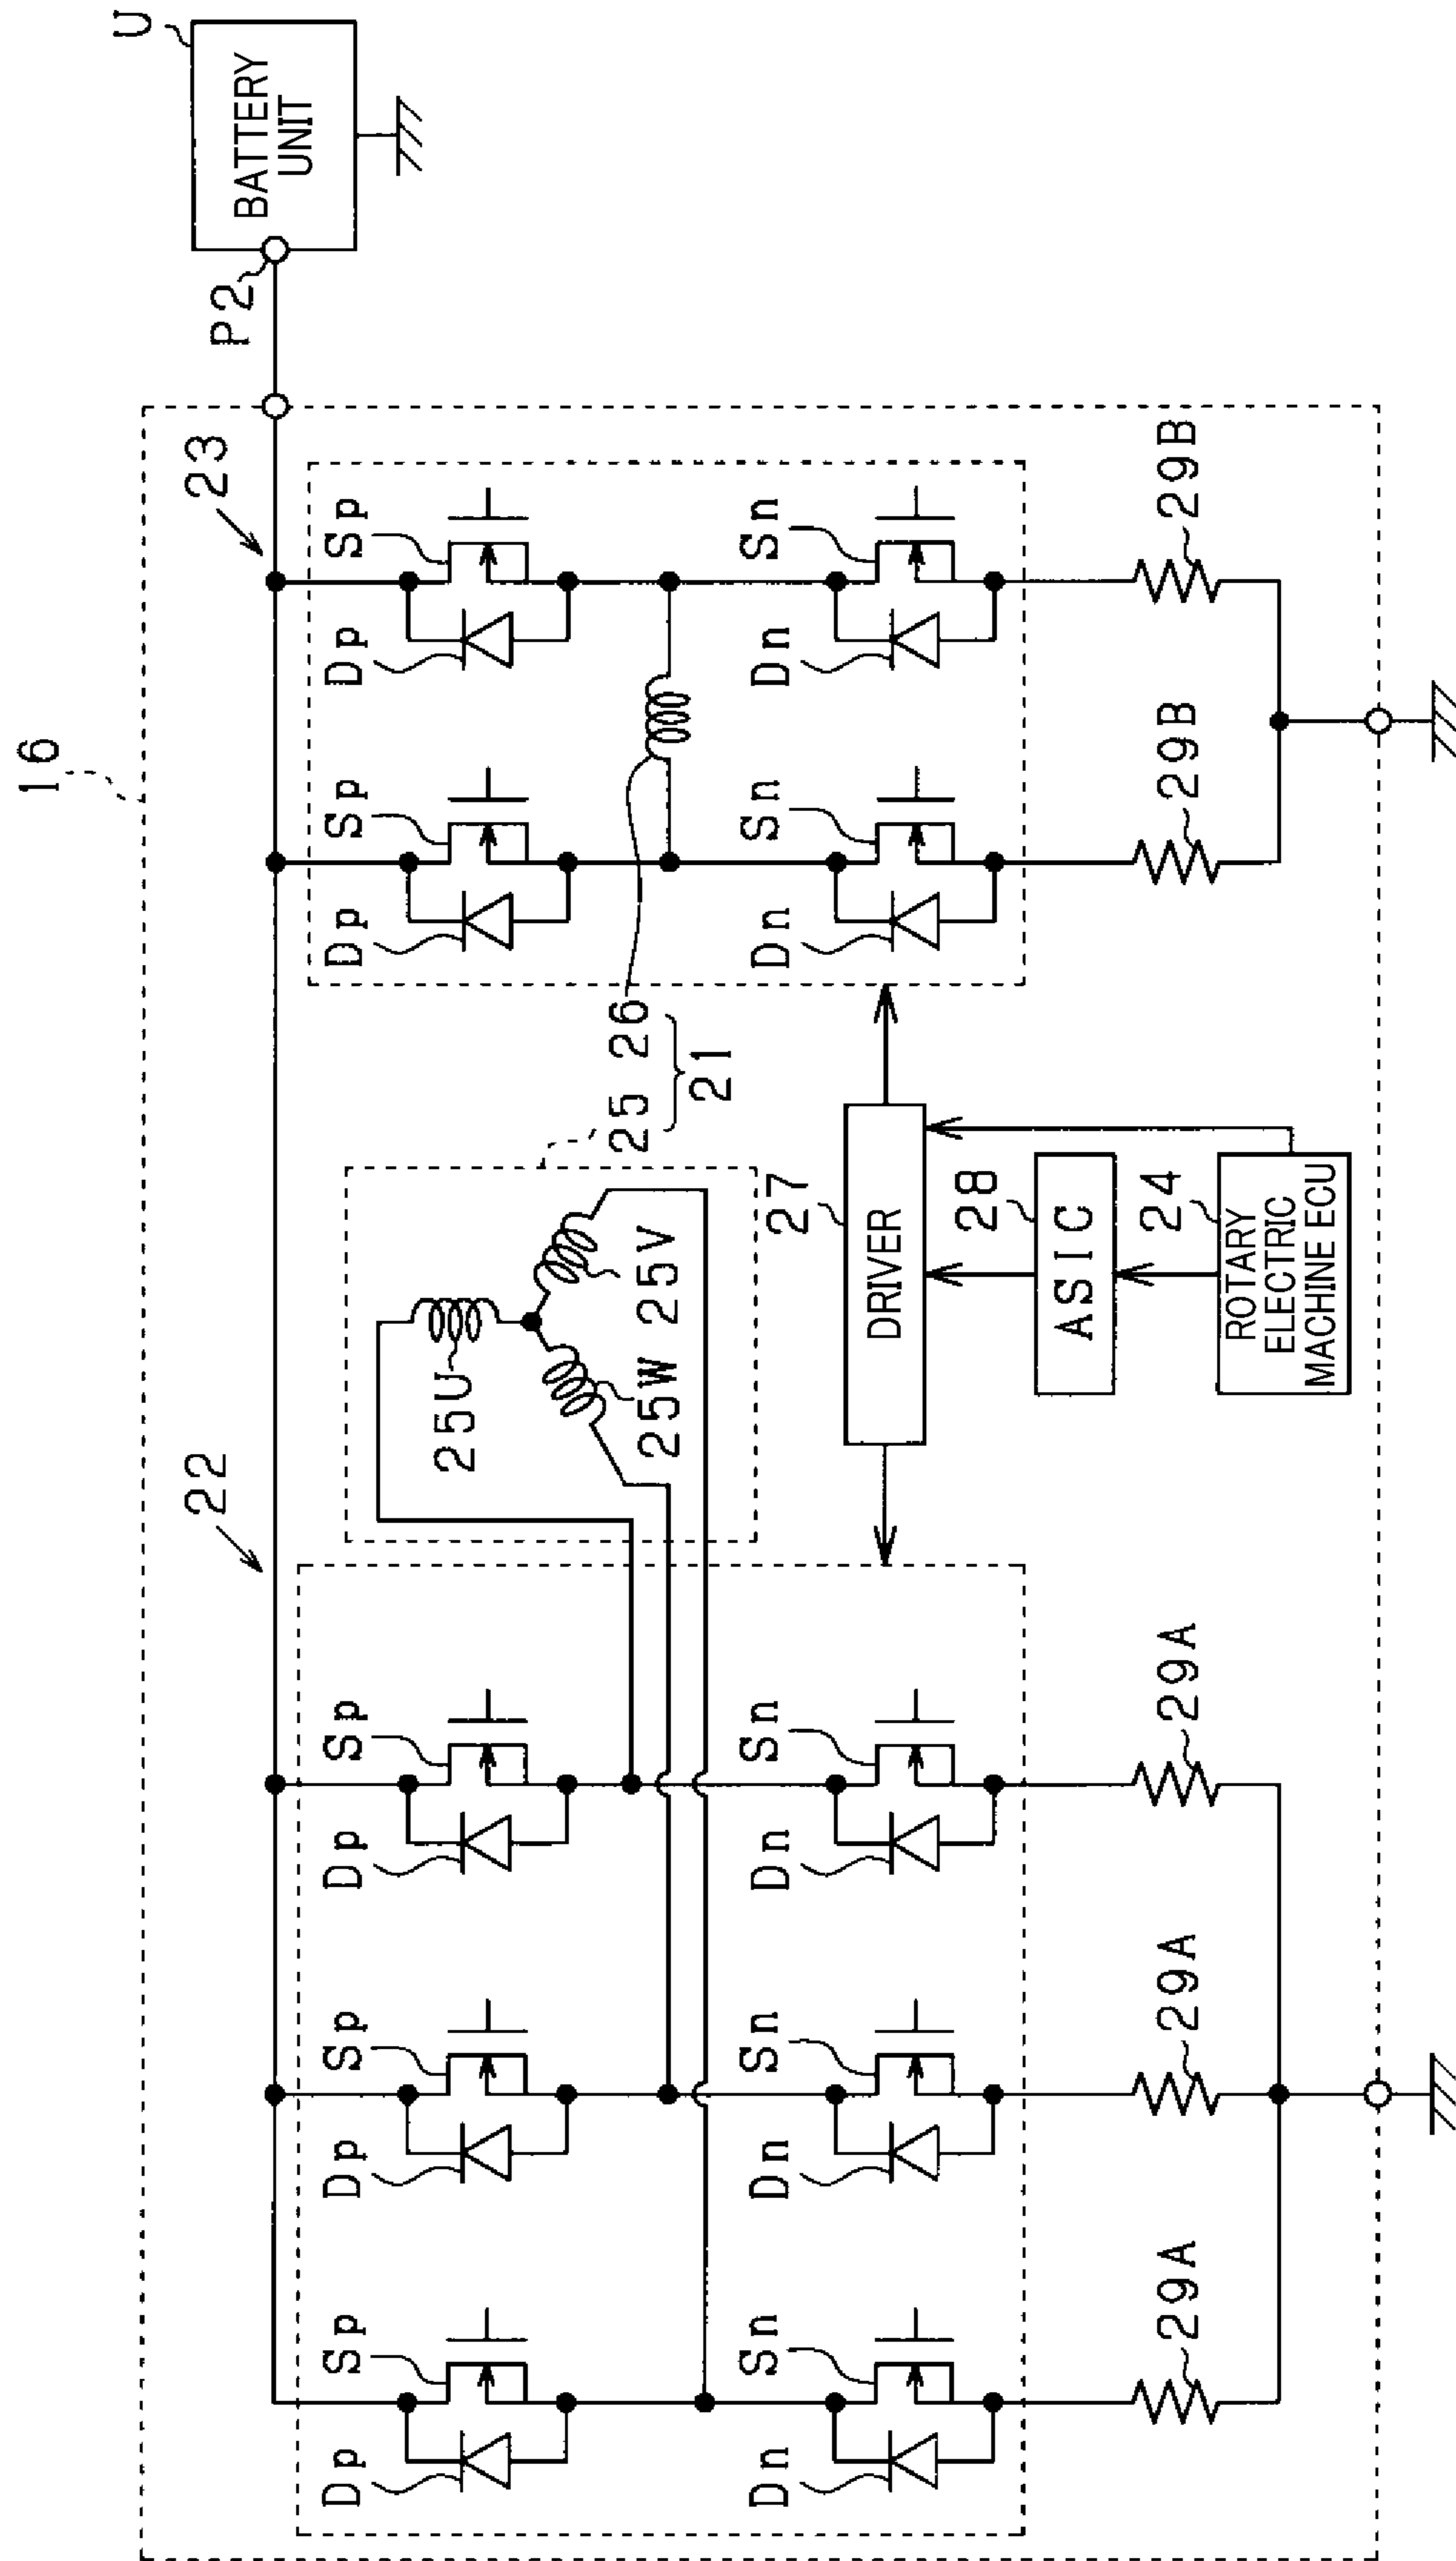 16
U
BATTERY
UNIT
P2
22
23
Sp
Sp
Sp
Sp
Sp
Dp
Dp
Dp
Dp
Dp
25U
25W
25V
25
26
21
Sn
Sn
Sn
Sn
Sn
Dn
Dn
Dn
Dn
Dn
27
DRIVER
28
ASIC
24
ROTARY
ELECTRIC
MACHINE ECU
29A
29A
29A
29B
29B